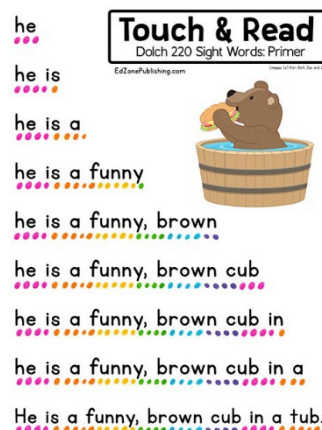 he
Touch & Read
Dolch 220 Sight Words: Primer
EdZonePublishing.com
he is
he is a
he is a funny
he is a funny, brown
he is a funny, brown cub
he is a funny, brown cub in
he is a funny, brown cub in a
He is a funny, brown cub in a tub.